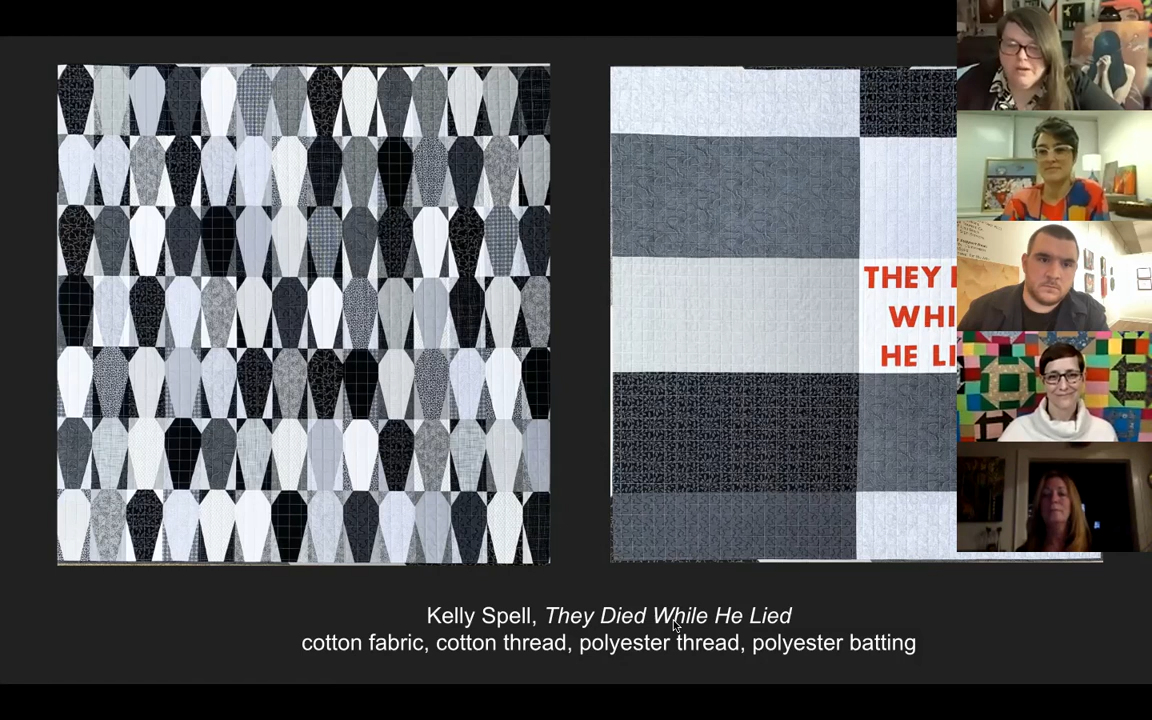 THEY
WHI
HE LI
Kelly Spell, They Died While He Lied
cotton fabric, cotton thread, polyester thread, polyester batting